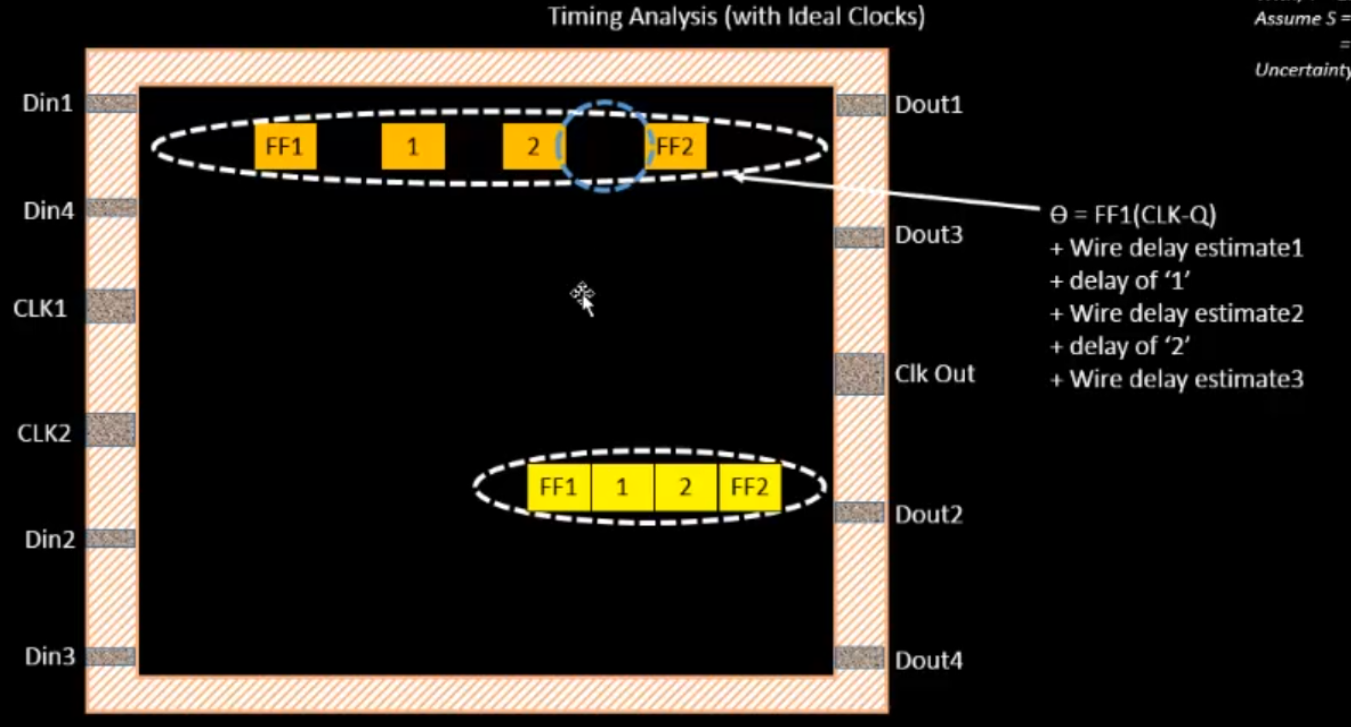 Timing Analysis (with Ideal Clocks)
Assume S =
=
Uncertainty
Din1
Dout1
FF1
1
2
FF2
Din4
Dout3
Ө = FF1(CLK-Q)
+ Wire delay estimate1
+ delay of ‘1’
+ Wire delay estimate2
+ delay of ‘2’
+ Wire delay estimate3
CLK1
Clk Out
CLK2
FF1
1
2
FF2
Din2
Dout2
Din3
Dout4